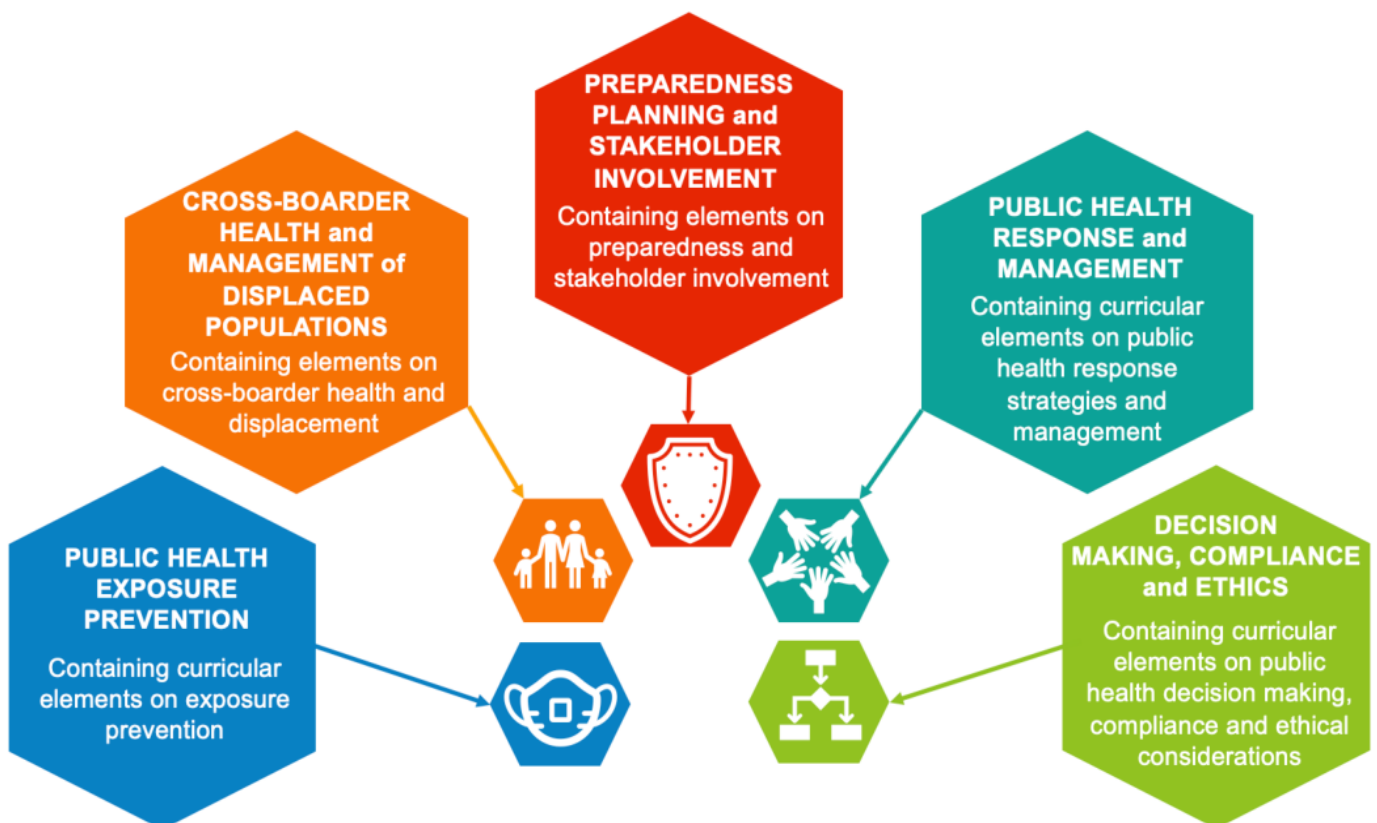 PREPAREDNESS
PLANNING and
STAKEHOLDER
INVOLVEMENT
Containing elements on
preparedness and
stakeholder involvement
CROSS-BOARDER
HEALTH and
MANAGEMENT of
DISPLACED
POPULATIONS
Containing elements on
cross-boarder health and
displacement
PUBLIC HEALTH
RESPONSE and
MANAGEMENT
Containing curricular
elements on public
health response
strategies and
management
PUBLIC HEALTH
EXPOSURE
PREVENTION
Containing curricular
elements on exposure
prevention
DECISION
MAKING, COMPLIANCE
and ETHICS
Containing curricular
elements on public
health decision making,
compliance and ethical
considerations